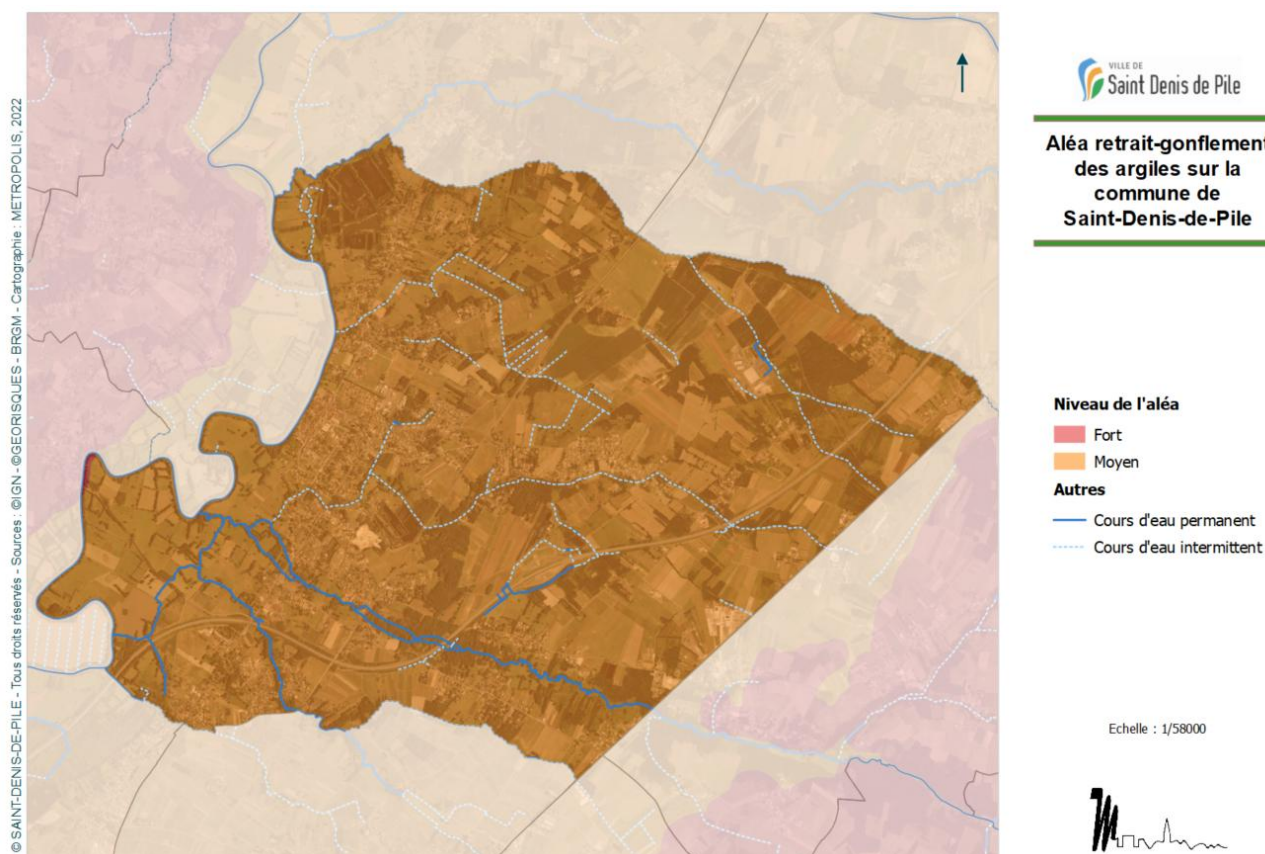 © SAINT-DENIS-DE-PILE - Tous droits réservés - Sources : ©IGN - ©GEORISQUES - BRGM - Cartographie : METROPOLIS, 2022
VILLE DE
Saint Denis de Pile
Aléa retrait-gonflement
des argiles sur la
commune de
Saint-Denis-de-Pile
Niveau de l'aléa
Fort
Moyen
Autres
Cours d'eau permanent
Cours d'eau intermittent
Echelle : 1/58000